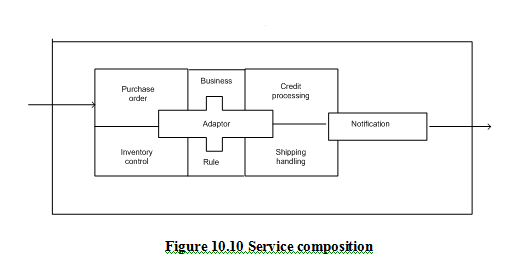 Purchase
order
Business
Credit
processing
Adaptor
Notification
Inventory
control
Rule
Shipping
handling
Figure 10.10 Service composition